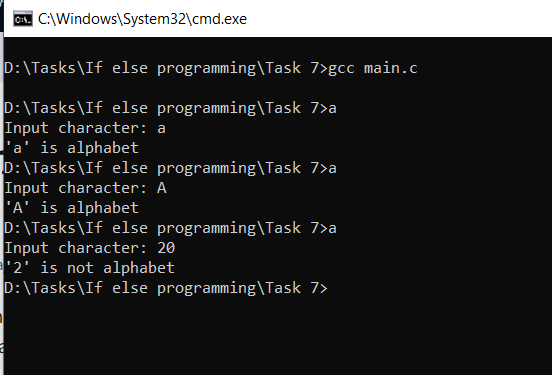 C:\Windows\System32\cmd.exe
D:\Tasks\If else programming\Task 7>gcc main.c
D:\Tasks\If else programming\Task 7>a
Input character: a
'a' is alphabet
D:\Tasks\If else programming\Task 7>a
Input character: A
'A' is alphabet
D:\Tasks\If else programming\Task 7>a
Input character: 20
'2' is not alphabet
D:\Tasks\If else programming\Task 7>